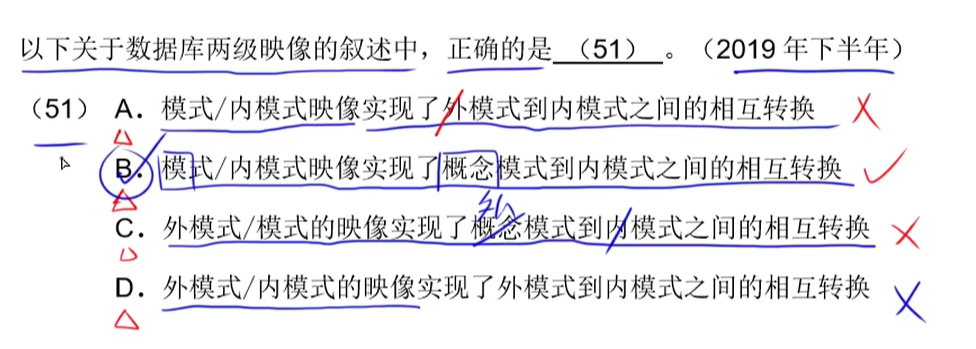 以下关于数据库两级映像的叙述中，正确的是 （51） 。（2019 年下半年）
（51） A．模式/内模式映像实现了外模式到内模式之间的相互转换
B．模式/内模式映像实现了概念模式到内模式之间的相互转换
外
C．外模式/模式的映像实现了概念模式到内模式之间的相互转换
D．外模式/内模式的映像实现了外模式到内模式之间的相互转换